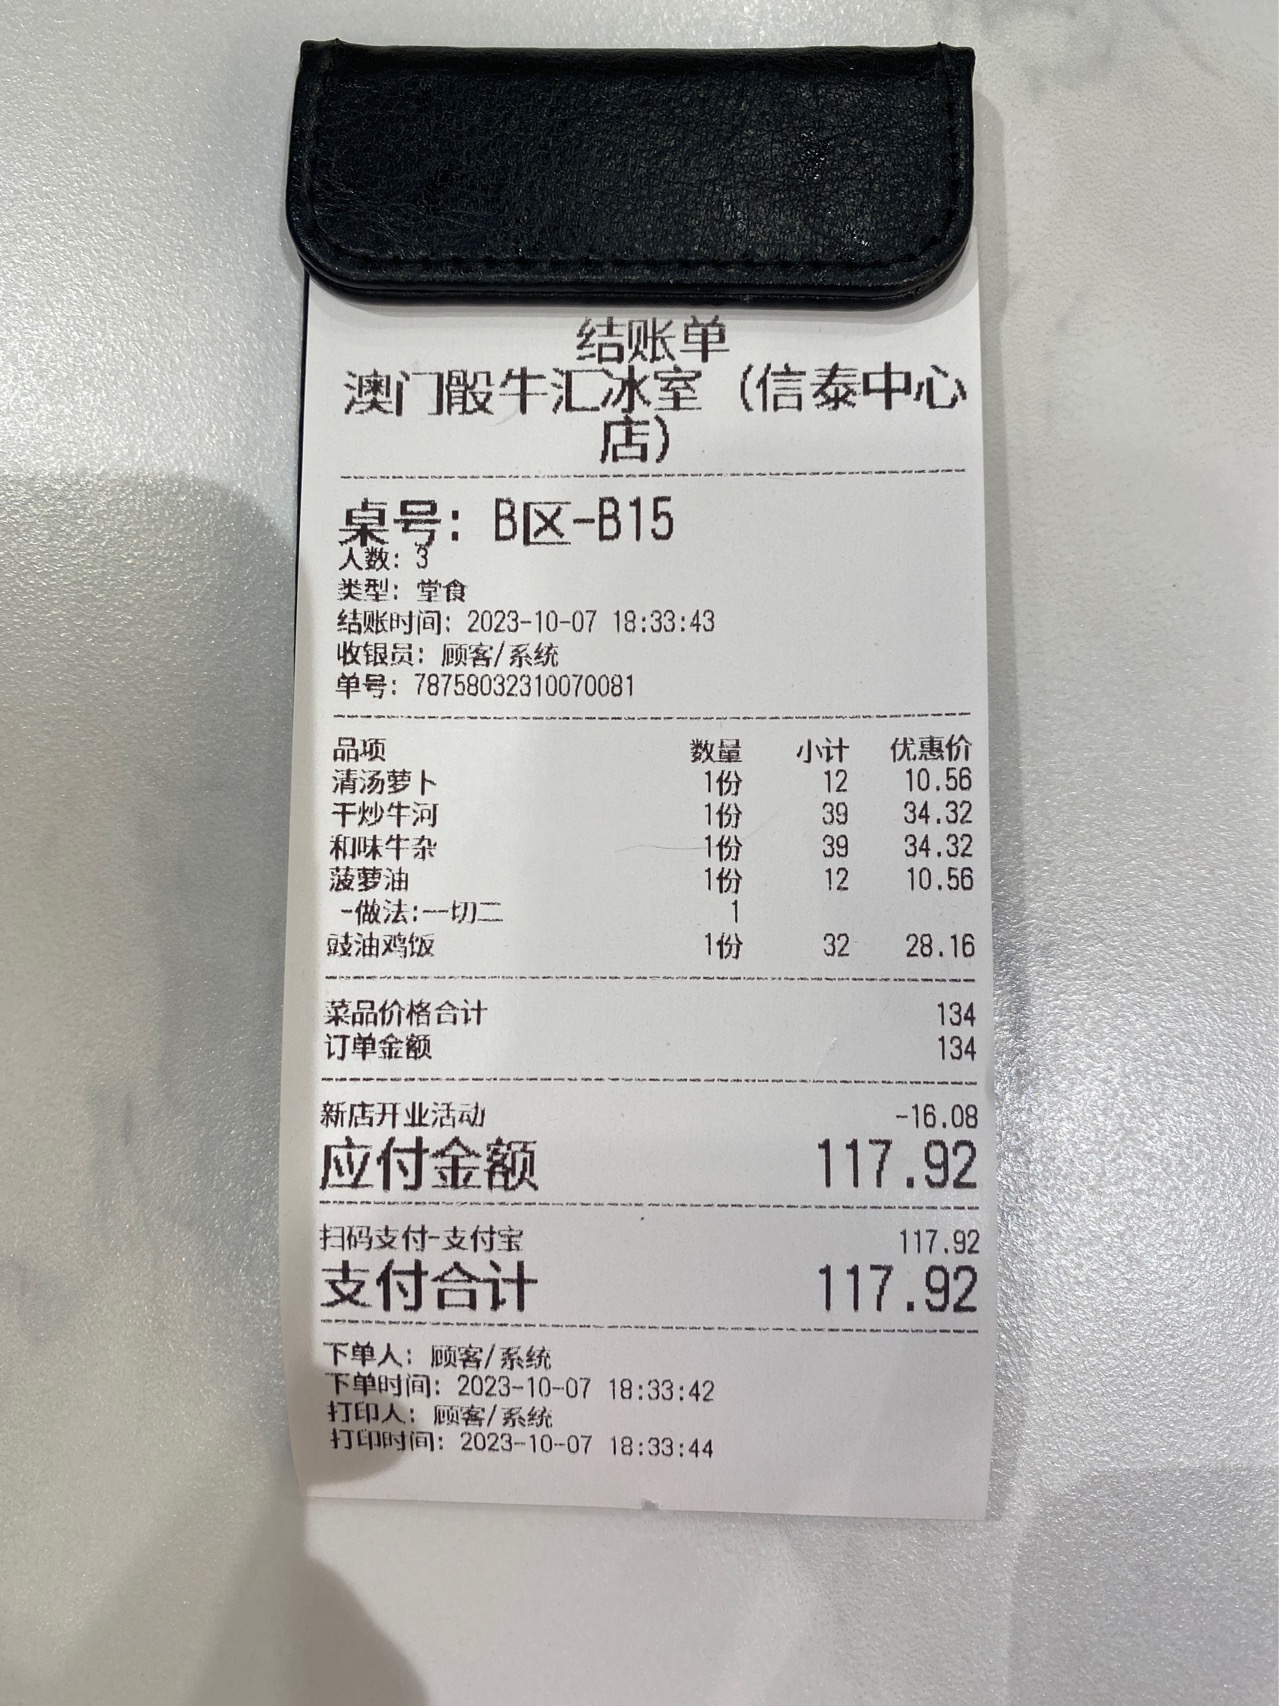 结账单
澳门骰牛汇冰室（信泰中心
店）
桌号：B区-B15
人数：3
类型：堂食
结账时间：2023-10-07 18:33:43
收银员：顾客/系统
单号：78758032310070081
品项 数量 小计 优惠价
清汤萝卜 1份 12 10.56
干炒牛河 1份 39 34.32
和味牛杂 1份 39 34.32
菠萝油 1份 12 10.56
-做法:一切二 1
豉油鸡饭 1份 32 28.16
菜品价格合计 134
订单金额 134
新店开业活动 -16.08
应付金额 117.92
扫码支付-支付宝 117.92
支付合计 117.92
下单人：顾客/系统
下单时间：2023-10-07 18:33:42
打印人：顾客/系统
打印时间：2023-10-07 18:33:44